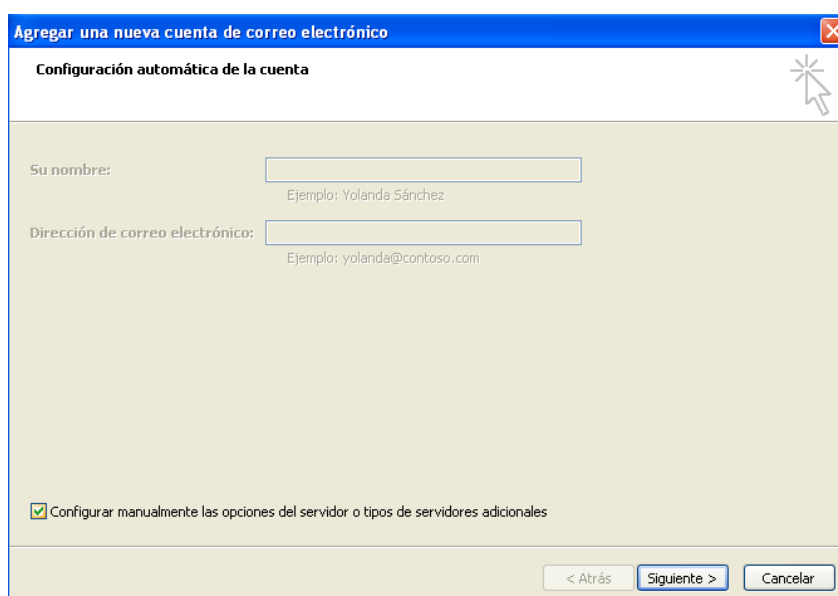 Agregar una nueva cuenta de correo electrónico
Configuración automática de la cuenta
Su nombre:
Ejemplo: Yolanda Sánchez
Dirección de correo electrónico:
Ejemplo: yolanda@contoso.com
Configurar manualmente las opciones del servidor o tipos de servidores adicionales
< Atrás Siguiente > Cancelar